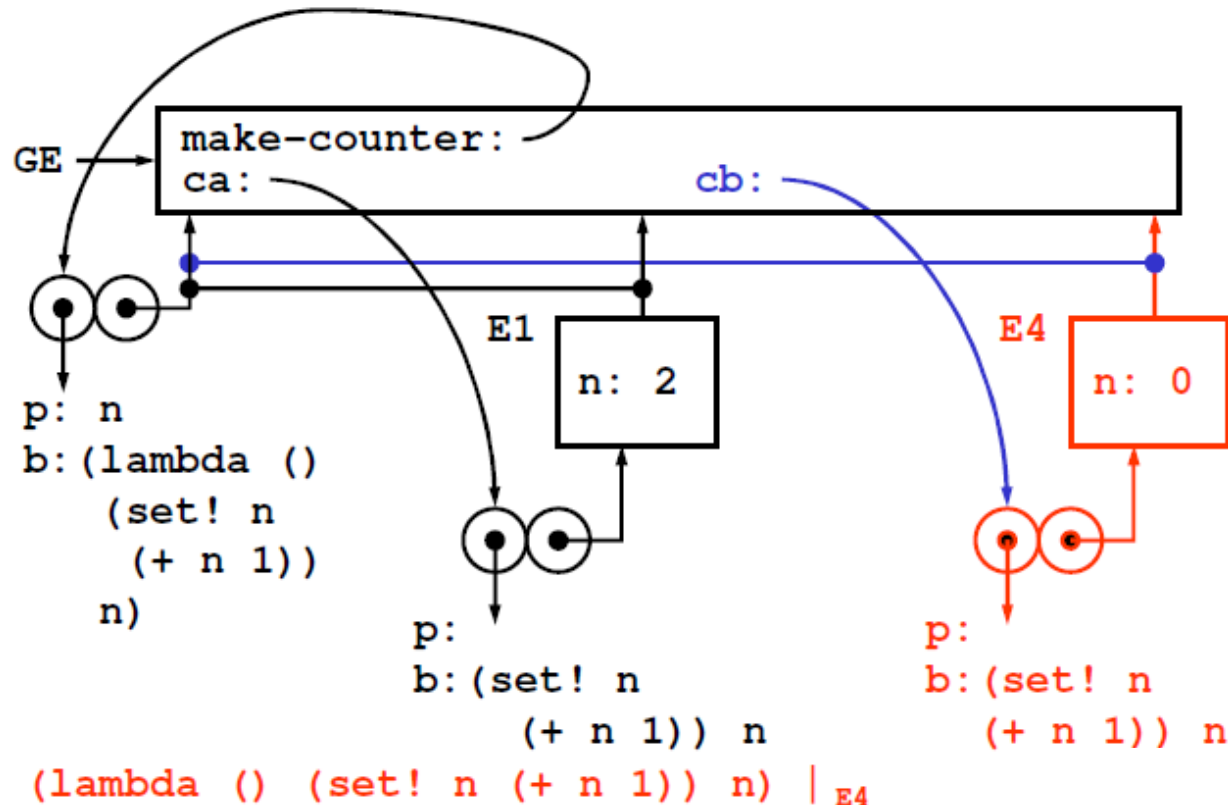 make-counter:
GE
ca:
cb:
E1
n: 2
E4
n: 0
p: n
b:(lambda ()
(set! n
(+ n 1))
n)
p:
b:(set! n
(+ n 1)) n
p:
b:(set! n
(+ n 1)) n
(lambda () (set! n (+ n 1)) n) | E4